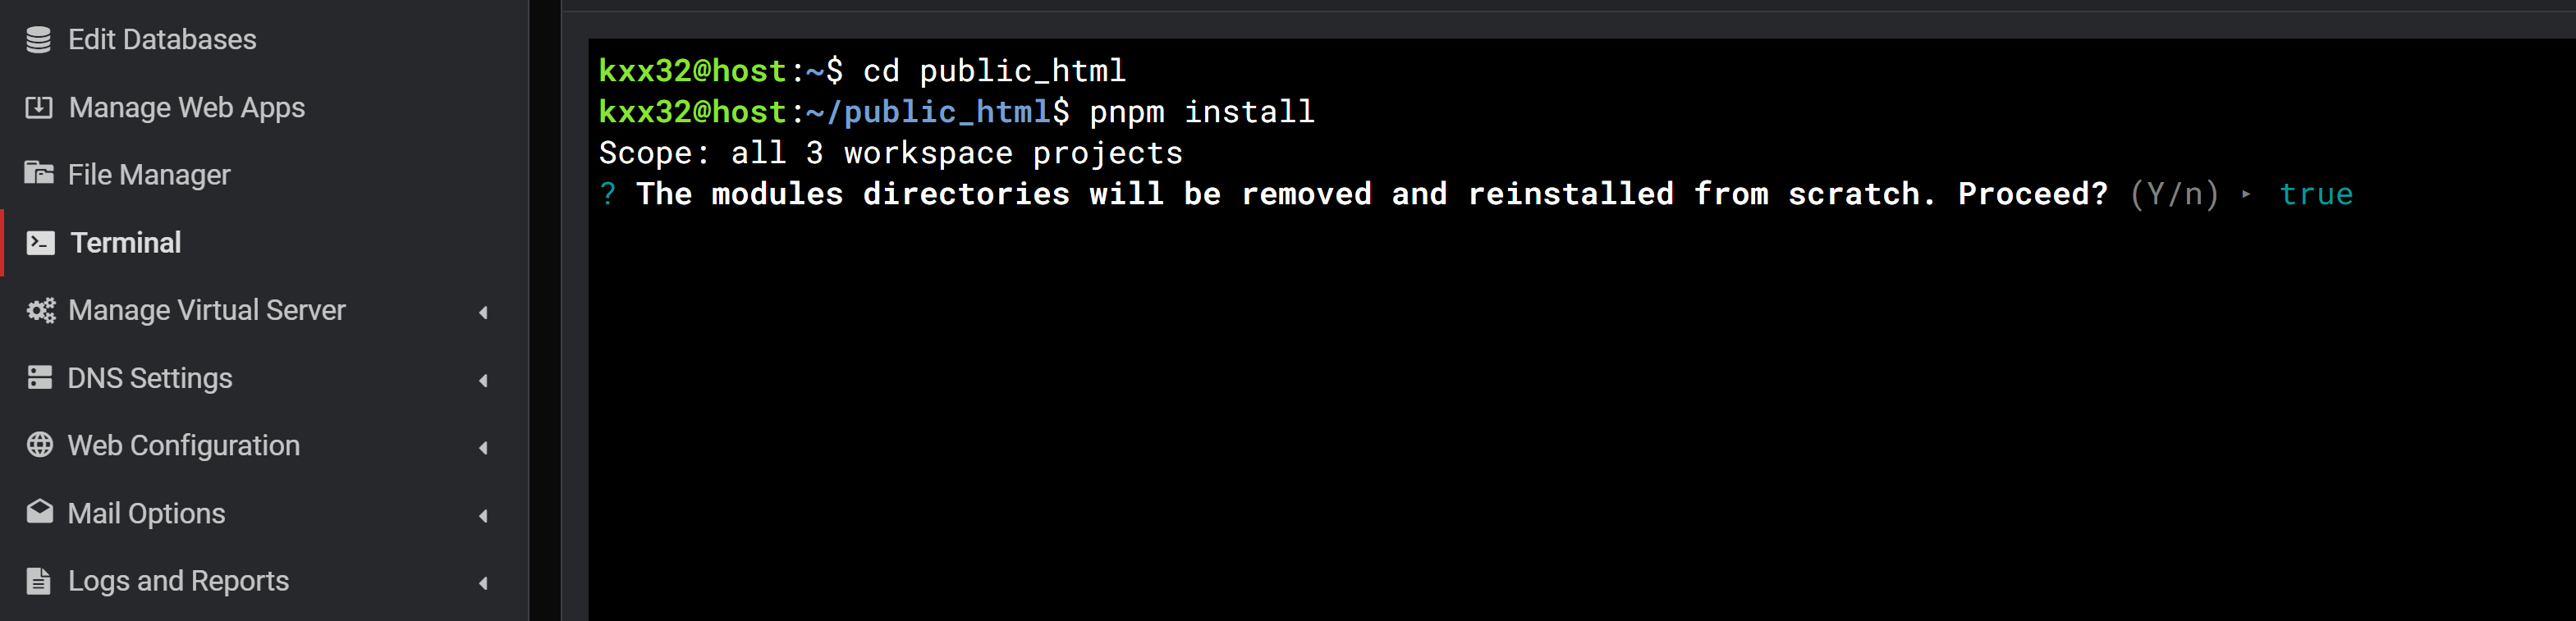 Edit Databases
Manage Web Apps
File Manager
Terminal
Manage Virtual Server
DNS Settings
Web Configuration
Mail Options
Logs and Reports
kxx32@host:~$ cd public_html
kxx32@host:~/public_html$ pnpm install
Scope: all 3 workspace projects
? The modules directories will be removed and reinstalled from scratch. Proceed? (Y/n) ‣ true